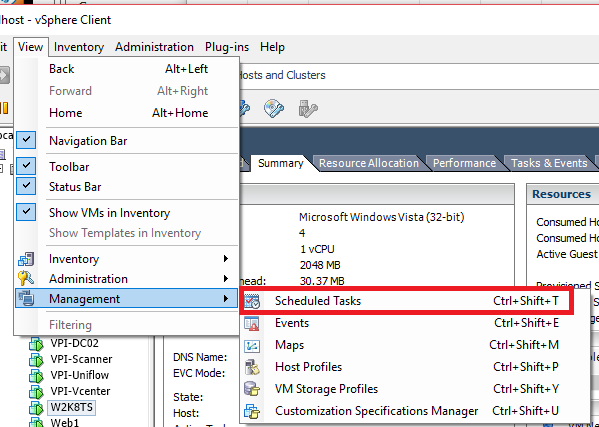 lhost - vSphere Client
it View Inventory Administration Plug-ins Help
Back Alt+Left
Hosts and Clusters
Forward Alt+Right
Home Alt+Home
Navigation Bar
Toolbar
Summary Resource Allocation Performance Tasks & Events
Status Bar
Resources
Show VMs in Inventory
Microsoft Windows Vista (32-bit)
Consumed Ho
Show Templates in Inventory
4
Consumed Ho
1 vCPU
Active Guest
Inventory
2048 MB
Administration
head: 30.37 MB
Management
Scheduled Tasks Ctrl+Shift+T
Filtering
Events Ctrl+Shift+E
VPI-DC02
Maps Ctrl+Shift+M
VPI-Scanner
DNS Name:
Host Profiles Ctrl+Shift+P
VPI-Uniflow
EVC Mode:
VM Storage Profiles Ctrl+Shift+Y
VPI-Vcenter
State:
W2K8TS
Host:
Customization Specifications Manager Ctrl+Shift+U
Web1